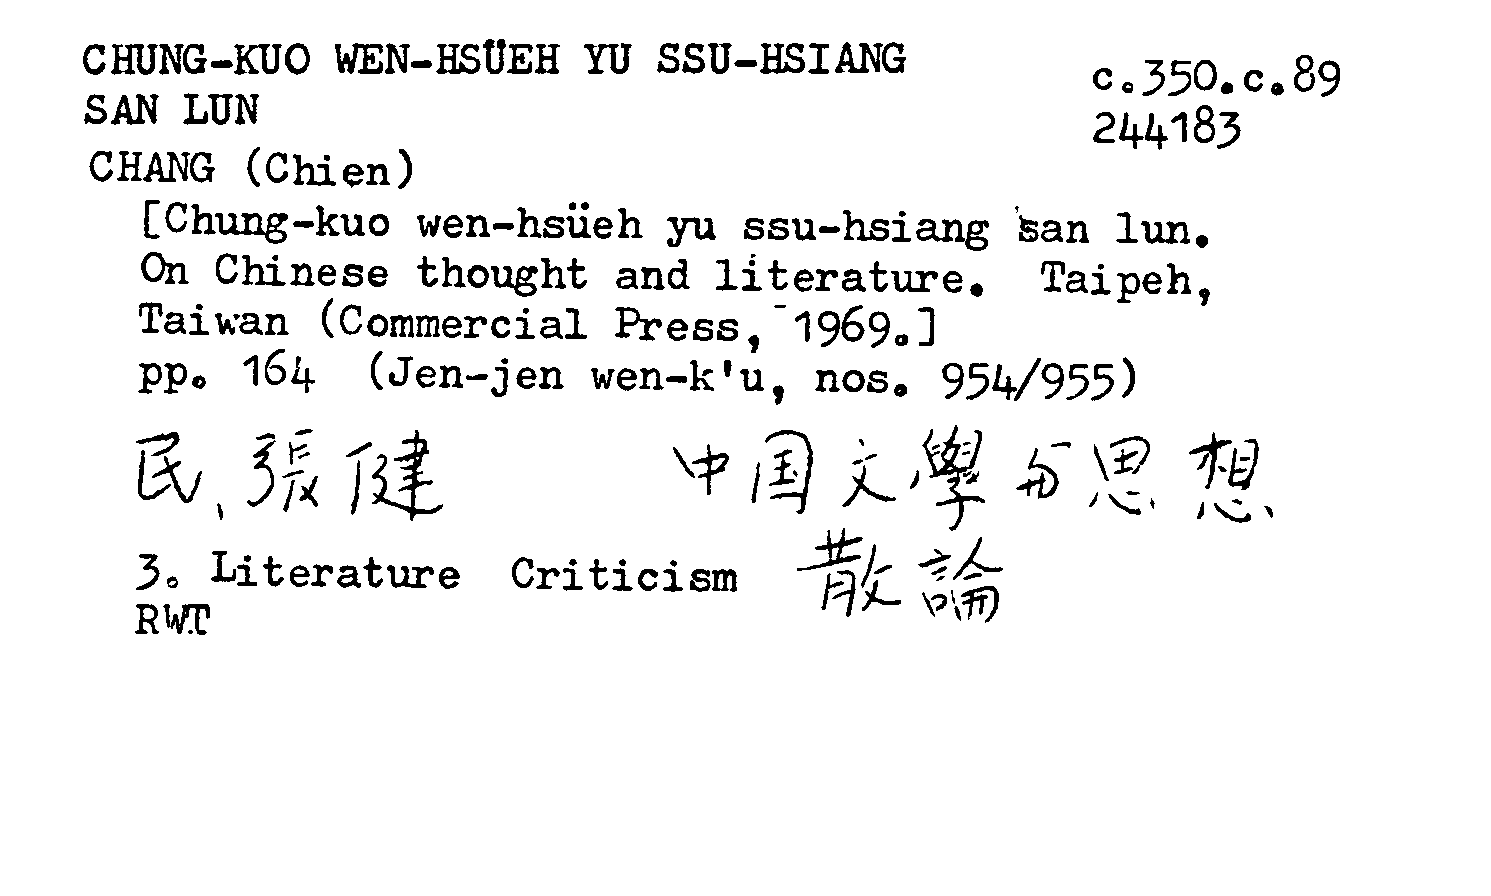 CHUNG-KUO WEN-HSÜEH YU SSU-HSIANG
SAN LUN
c.350.c.89
244183
CHANG (Chien)
[Chung-kuo wen-hsüeh yu ssu-hsiang san lun.
On Chinese thought and literature. Taipeh,
Taiwan (Commercial Press, 1969.]
pp. 164 (Jen-jen wen-k'u, nos. 954/955)
民、張健 中国文學与思想
散論
3. Literature Criticism
RWT